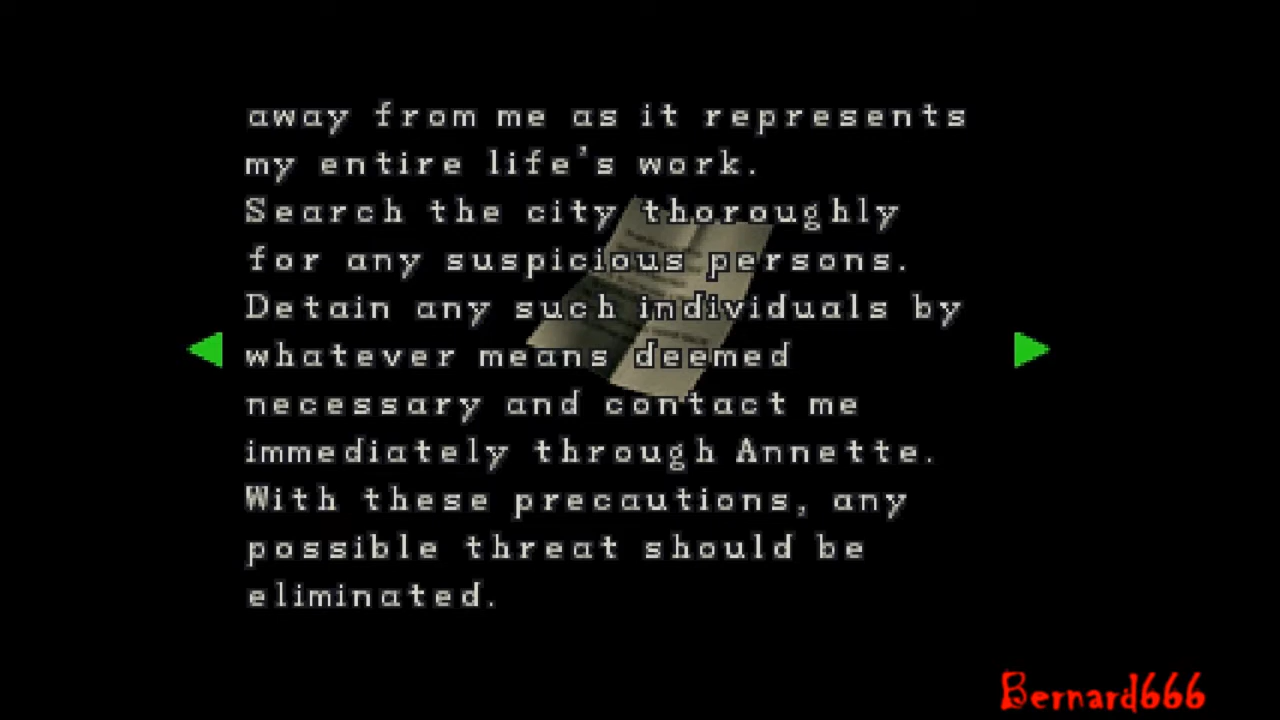 away from me as it represents
my entire life's work.
Search the city thoroughly
for any suspicious persons.
Detain any such individuals by
whatever means deemed
necessary and contact me
immediately through Annette.
With these precautions, any
possible threat should be
eliminated.
Bernard666